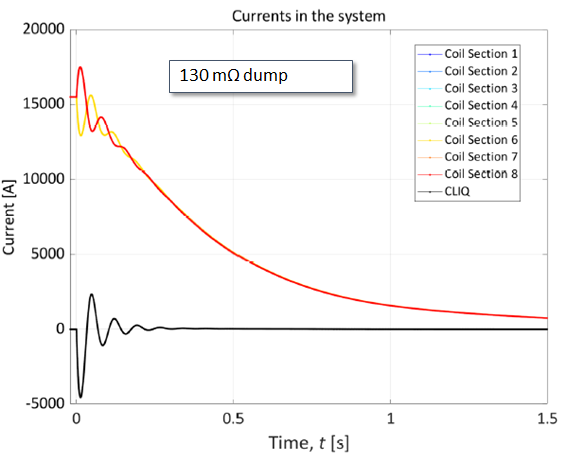 Currents in the system
20000
15000
10000
5000
0
-5000
Current [A]
130 mΩ dump
Coil Section 1
Coil Section 2
Coil Section 3
Coil Section 4
Coil Section 5
Coil Section 6
Coil Section 7
Coil Section 8
CLIQ
0
0.5
1
1.5
Time, t [s]